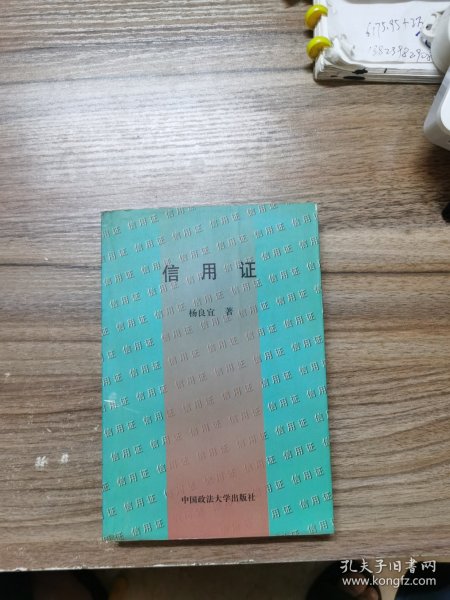 信用证
杨良宜 著
中国政法大学出版社
孔夫子旧书网
www.kongfz.com